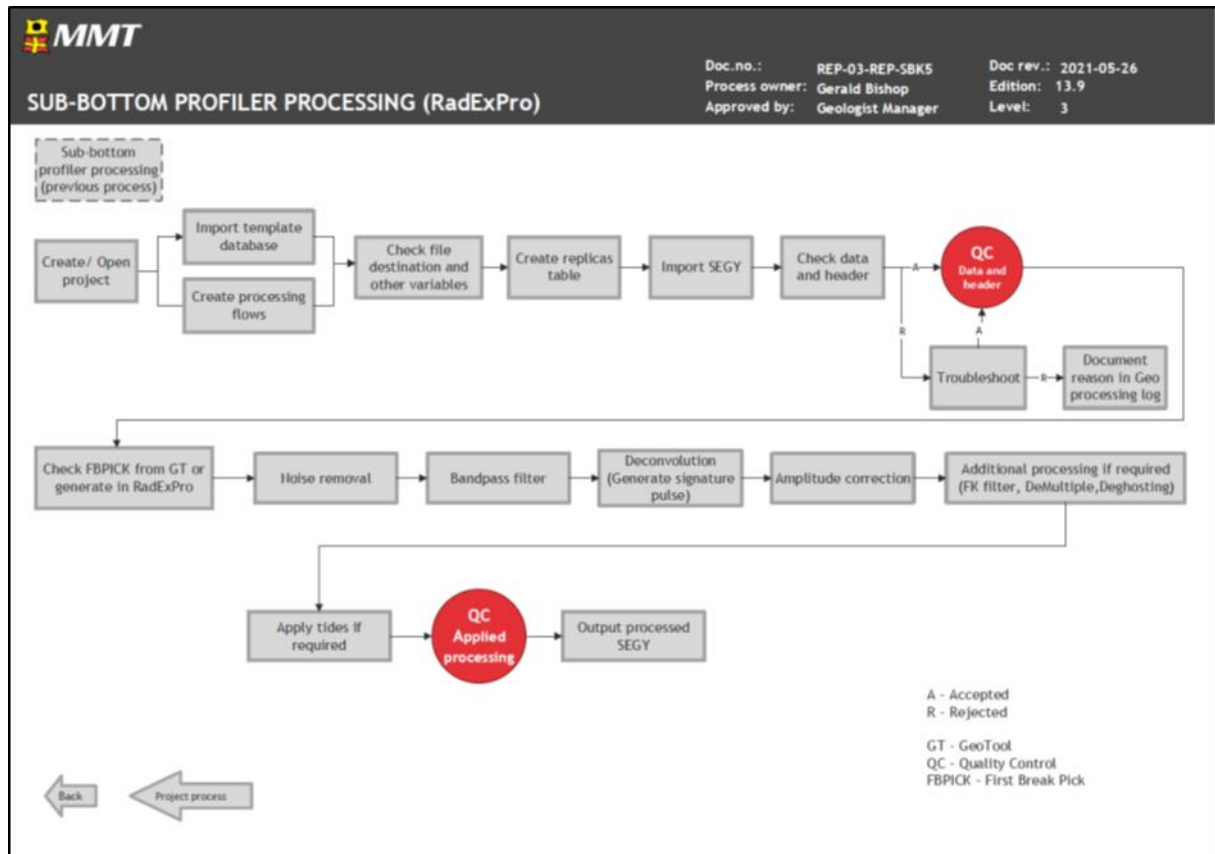 MMT
Doc.no.: REP-03-REP-SBK5 Doc rev.: 2021-05-26
Process owner: Gerald Bishop Edition: 13.9
Approved by: Geologist Manager Level: 3
SUB-BOTTOM PROFILER PROCESSING (RadExPro)
Sub-bottom
profiler processing
(previous process)
Create/ Open
project
Import template
database
Create processing
flows
Check file
destination and
other variables
Create replicas
table
Import SEGY
Check data
and header
A
QC
Data and
header
R
A
Troubleshoot
R
Document
reason in Geo
processing log
Check FBPICK from GT or
generate in RadExPro
Noise removal
Bandpass filter
Deconvolution
(Generate signature
pulse)
Amplitude correction
Additional processing if required
(FK filter, DeMultiple,Deghosting)
Apply tides if
required
QC
Applied
processing
Output processed
SEGY
A - Accepted
R - Rejected
GT - GeoTool
QC - Quality Control
FBPICK - First Break Pick
Back
Project process